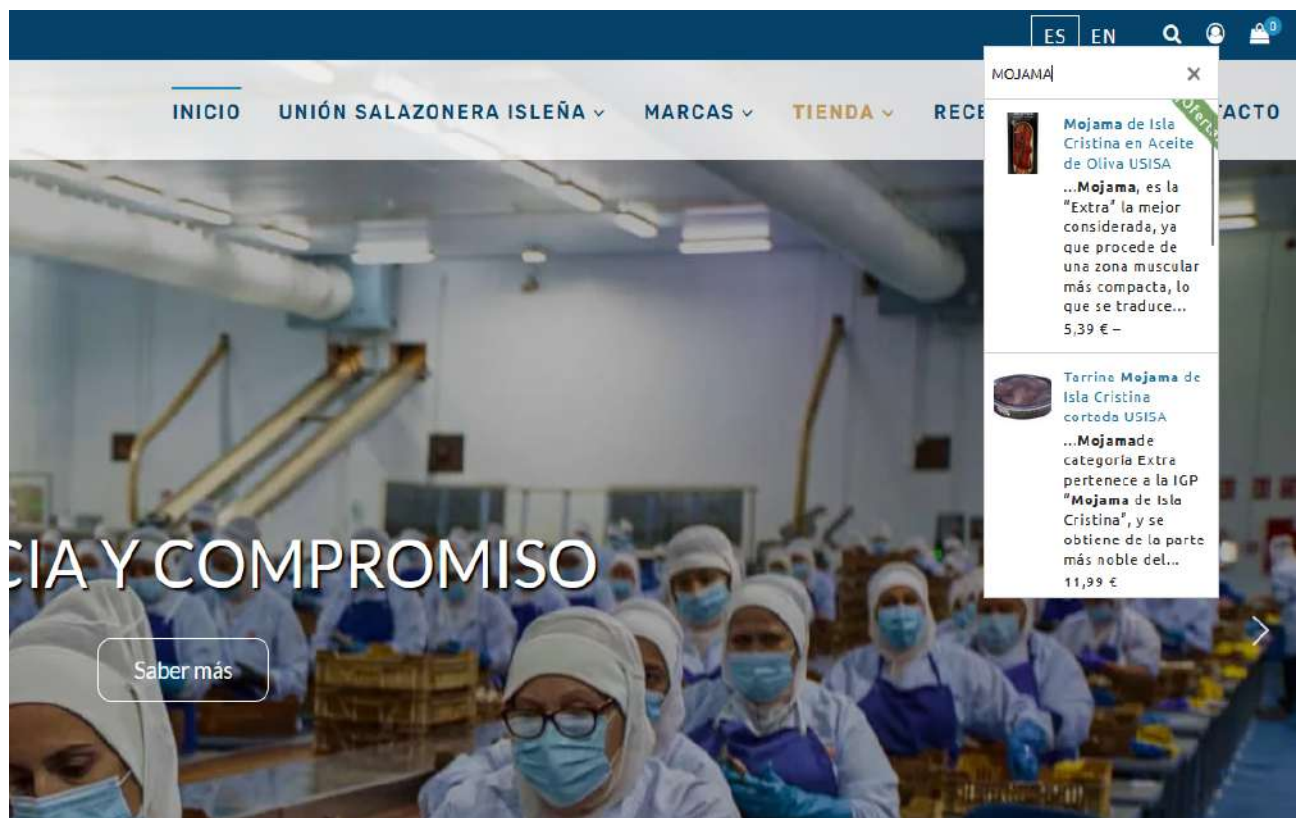 ES EN
0
MOJAMA
INICIO UNIÓN SALAZONERA ISLEÑA MARCAS TIENDA RECE
ACTO
Oferta
Mojama de Isla
Cristina en Aceite
de Oliva USISA
...Mojama, es la
"Extra" la mejor
considerada, ya
que procede de
una zona muscular
más compacta, lo
que se traduce...
5,39 € –
Tarrina Mojama de
Isla Cristina
cortada USISA
...Mojamade
categoría Extra
pertenece a la IGP
"Mojama de Isla
Cristina", y se
obtiene de la parte
más noble del...
11,99 €
CIA Y COMPROMISO
Saber más